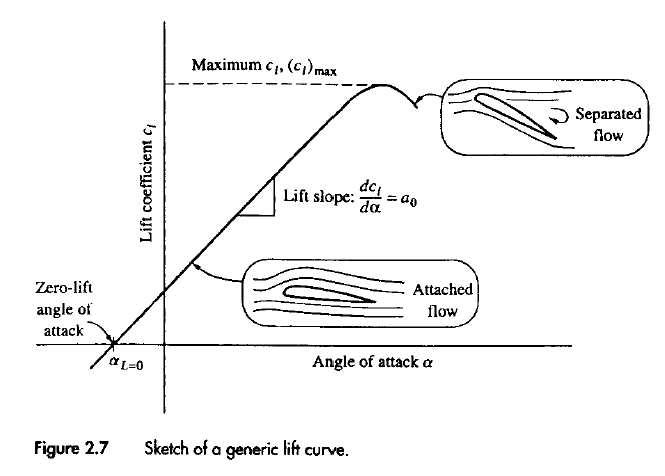 Maximum c_l, (c_l)_max
Separated
flow
Lift coefficient c_l
Lift slope: dc_l/dα = a_0
Zero-lift
angle of
attack
Attached
flow
α_L=0
Angle of attack α
Figure 2.7 Sketch of a generic lift curve.